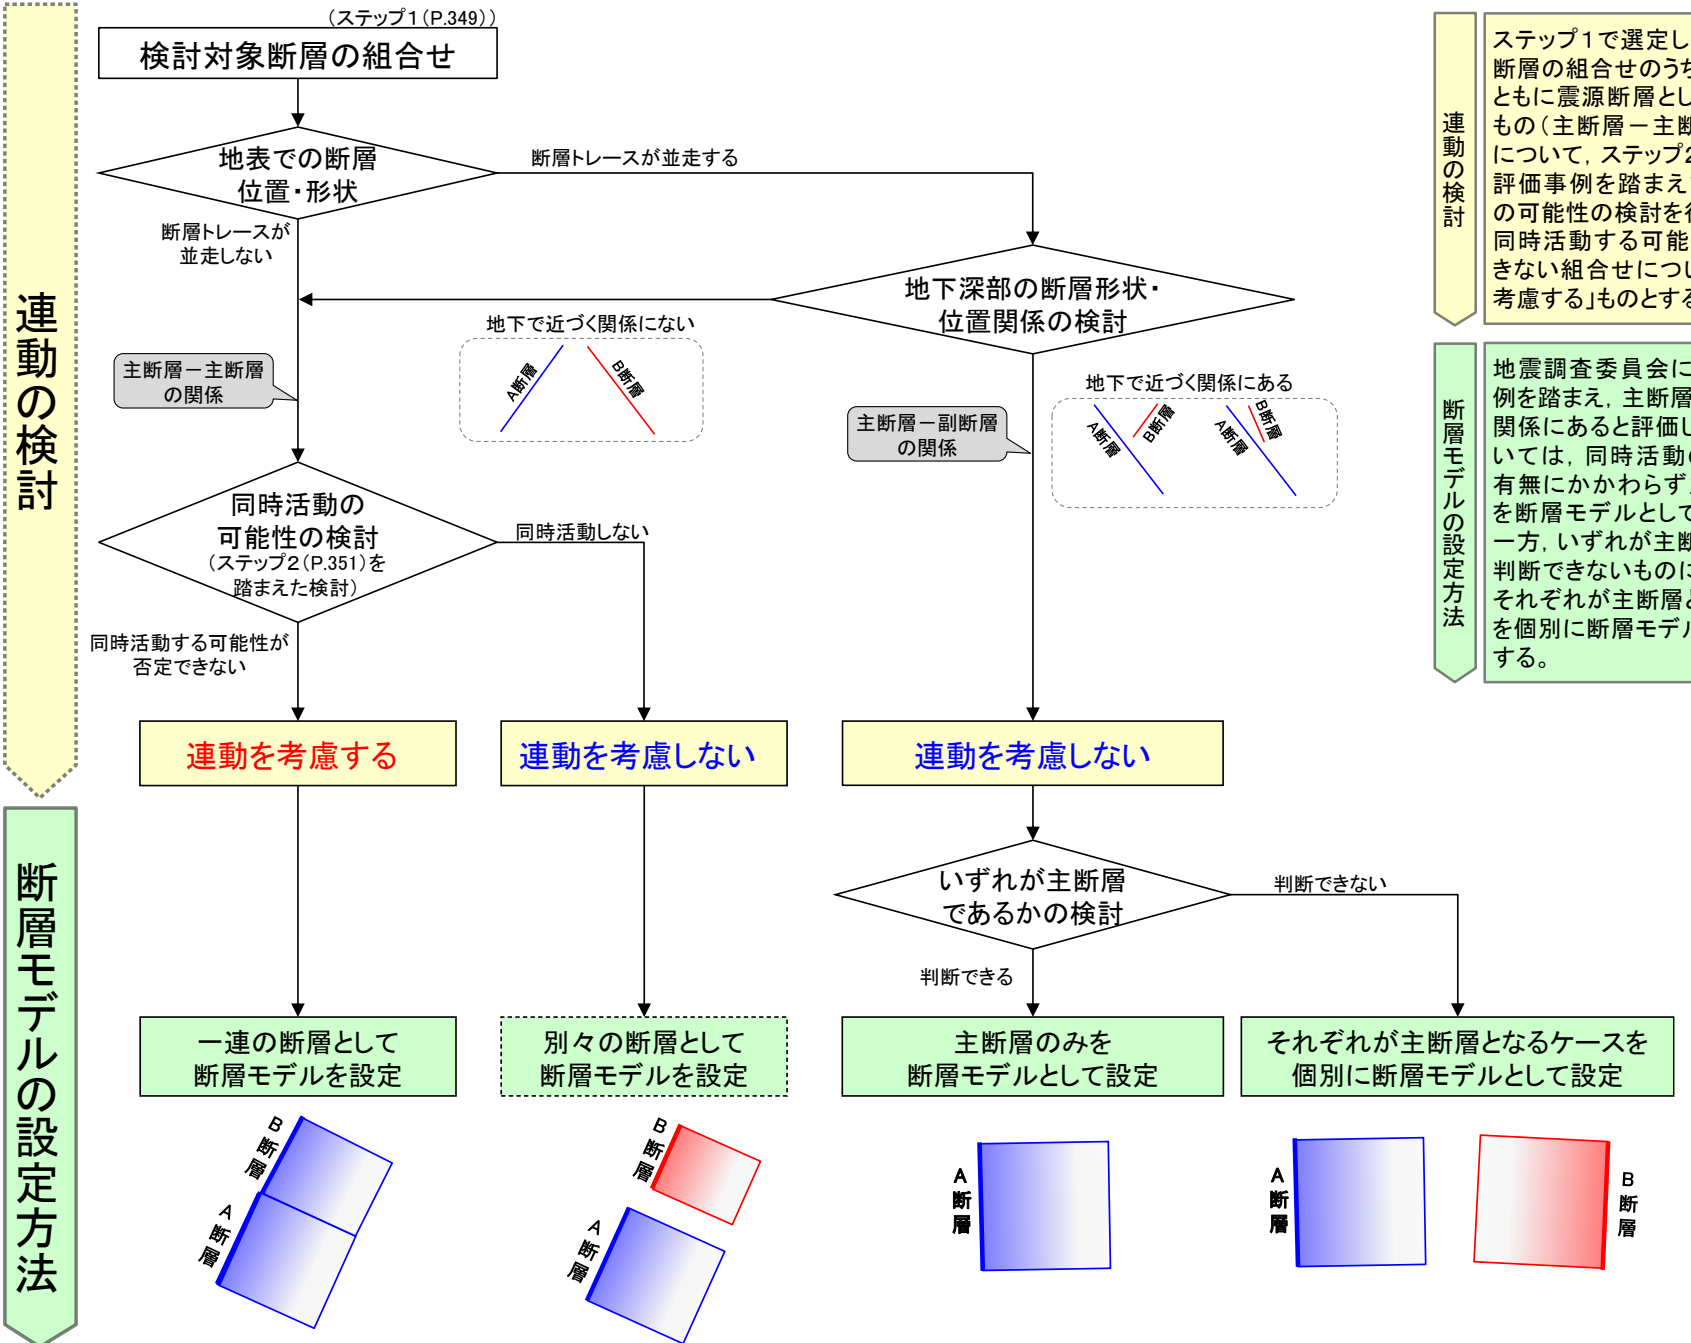 (ステップ1(P.349))
検討対象断層の組合せ
地表での断層
位置・形状
断層トレースが並走する
断層トレースが
並走しない
地下深部の断層形状・
位置関係の検討
地下で近づく関係にない
A断層
B断層
主断層－主断層
の関係
地下で近づく関係にある
A断層
B断層
A断層
B断層
主断層－副断層
の関係
同時活動の
可能性の検討
(ステップ2(P.351)を
踏まえた検討)
同時活動しない
同時活動する可能性が
否定できない
連動を考慮する
連動を考慮しない
連動を考慮しない
いずれが主断層
であるかの検討
判断できない
判断できる
一連の断層として
断層モデルを設定
別々の断層として
断層モデルを設定
主断層のみを
断層モデルとして設定
それぞれが主断層となるケースを
個別に断層モデルとして設定
B断層
A断層
B断層
A断層
A断層
A断層
B断層
連動の検討
断層モデルの設定方法
連動の検討
ステップ1で選定し
断層の組合せのうち
ともに震源断層とし
もの(主断層－主断
について,ステップ2
評価事例を踏まえ
の可能性の検討を行
同時活動する可能
きない組合せについ
考慮する」ものとする
断層モデルの設定方法
地震調査委員会に
例を踏まえ,主断層
関係にあると評価し
いては,同時活動の
有無にかかわらず
を断層モデルとして
一方,いずれが主断
判断できないものに
それぞれが主断層と
を個別に断層モデル
する。